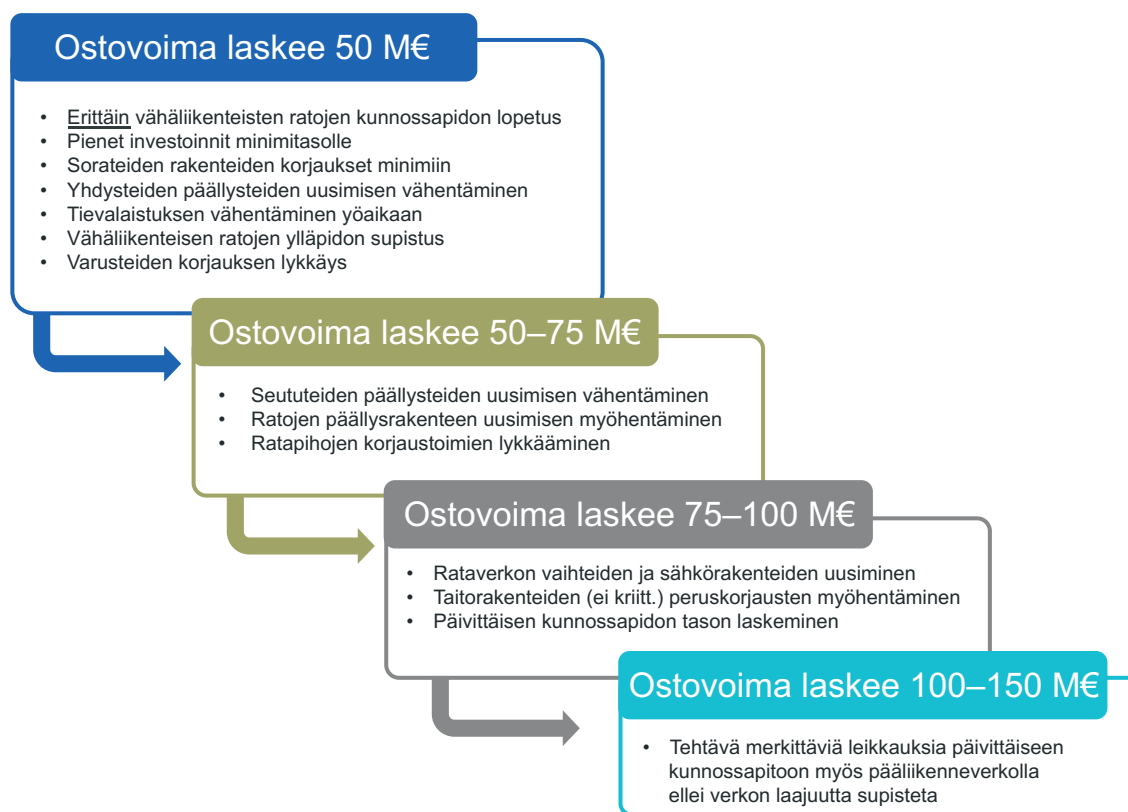 Ostovoima laskee 50 M€
• Erittäin vähäliikenteisten ratojen kunnossapidon lopetus
• Pienet investoinnit minimitasolle
• Sorateiden rakenteiden korjaukset minimiin
• Yhdysteiden päällysteiden uusimisen vähentäminen
• Tievalaistuksen vähentäminen yöaikaan
• Vähäliikenteisen ratojen ylläpidon supistus
• Varusteiden korjauksen lykkäys
Ostovoima laskee 50–75 M€
• Seututeiden päällysteiden uusimisen vähentäminen
• Ratojen päällysrakenteen uusimisen myöhentäminen
• Ratapihojen korjaustoimien lykkääminen
Ostovoima laskee 75–100 M€
• Rataverkon vaihteiden ja sähkörakenteiden uusiminen
• Taitorakenteiden (ei kriitt.) peruskorjausten myöhentäminen
• Päivittäisen kunnossapidon tason laskeminen
Ostovoima laskee 100–150 M€
• Tehtävä merkittäviä leikkauksia päivittäiseen
kunnossapitoon myös pääliikenneverkolla
ellei verkon laajuutta supisteta